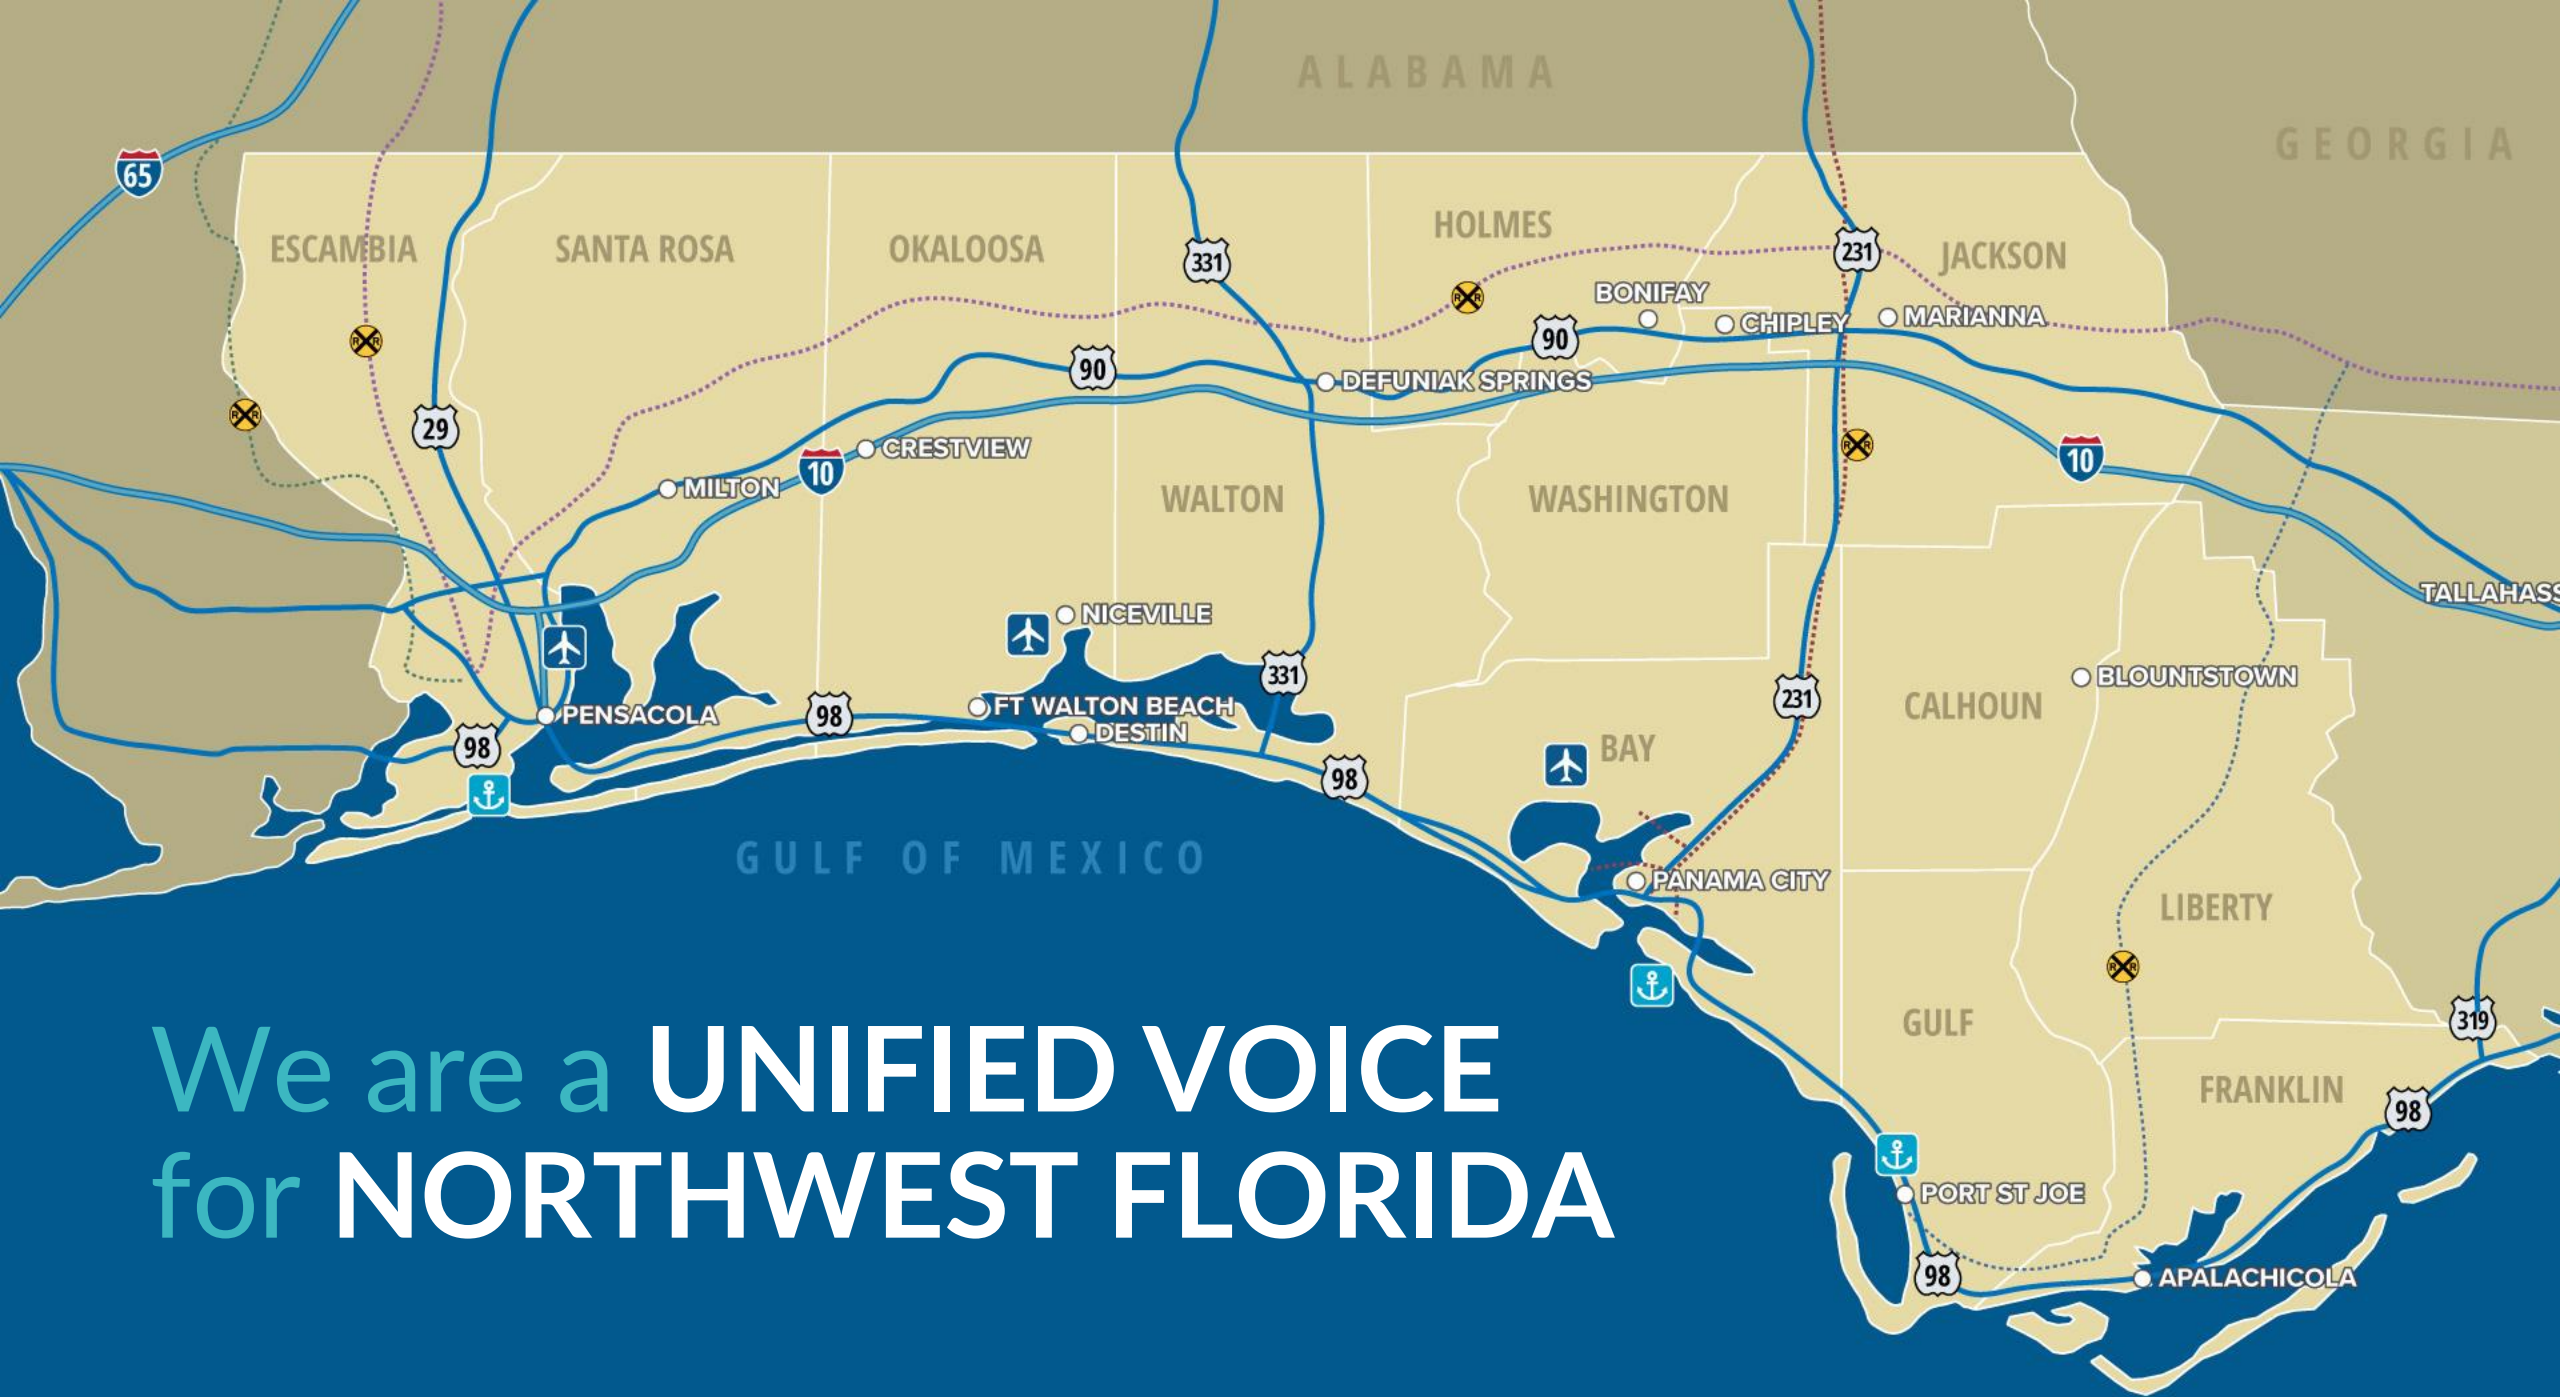 ALABAMA
GEORGIA
65
ESCAMBIA
SANTA ROSA
OKALOOSA
HOLMES
JACKSON
331
231
BONIFAY
CHIPLEY
MARIANNA
90
90
DEFUNIAK SPRINGS
29
CRESTVIEW
10
10
MILTON
WALTON
WASHINGTON
TALLAHASS
NICEVILLE
331
231
BLOUNTSTOWN
CALHOUN
PENSACOLA
98
98
FT WALTON BEACH
DESTIN
98
BAY
GULF OF MEXICO
PANAMA CITY
LIBERTY
GULF
319
FRANKLIN
98
We are a UNIFIED VOICE
for NORTHWEST FLORIDA
PORT ST JOE
98
APALACHICOLA
R R
R R
R R
R R
R R